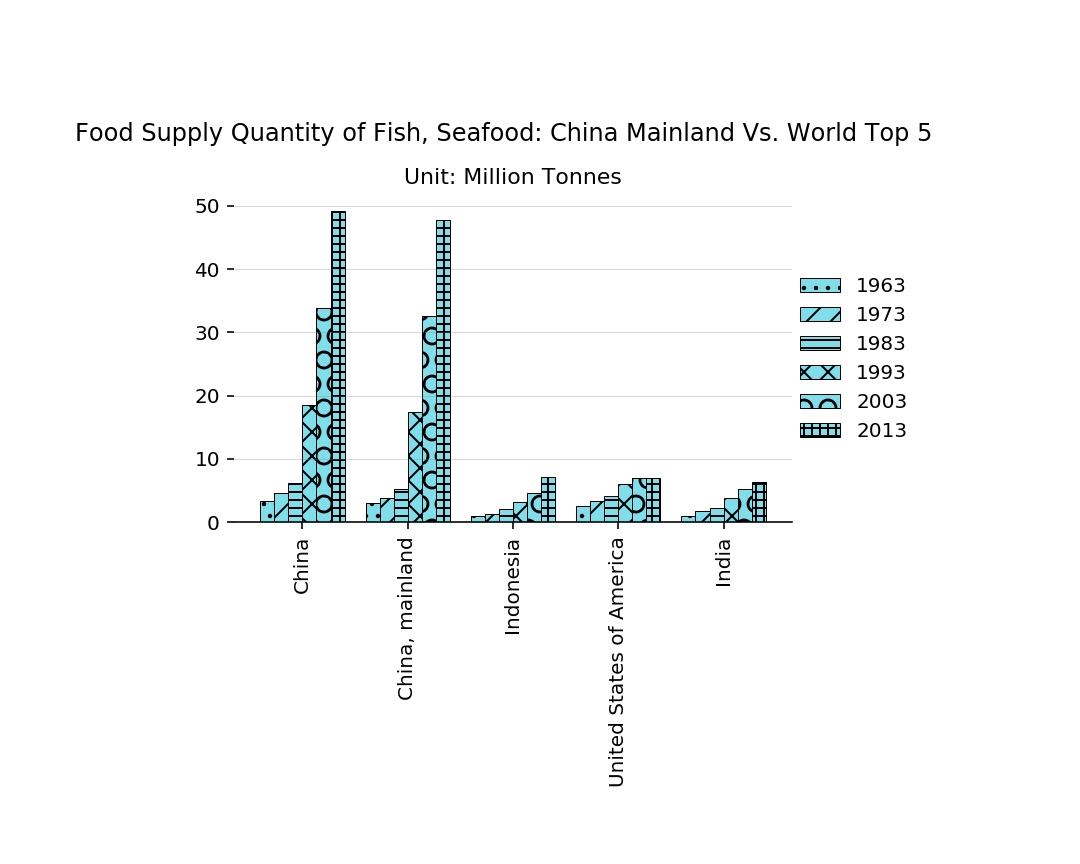 Food Supply Quantity of Fish, Seafood: China Mainland Vs. World Top 5
Unit: Million Tonnes
50
40
30
20
10
0
1963
1973
1983
1993
2003
2013
China
China, mainland
Indonesia
United States of America
India